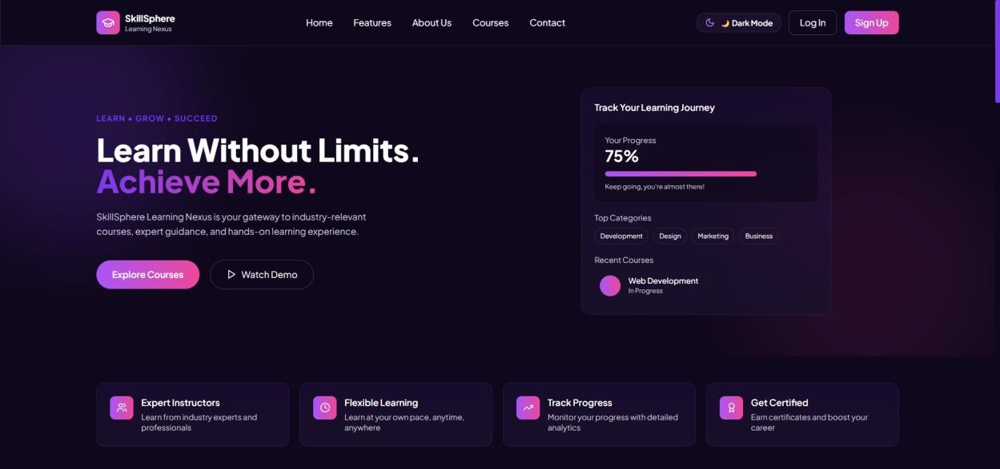 SkillSphere
Learning Nexus
Home
Features
About Us
Courses
Contact
🌙 Dark Mode
Log In
Sign Up
LEARN • GROW • SUCCEED
Learn Without Limits.
Achieve More.
SkillSphere Learning Nexus is your gateway to industry-relevant
courses, expert guidance, and hands-on learning experience.
Explore Courses
Watch Demo
Track Your Learning Journey
Your Progress
75%
Keep going, you're almost there!
Top Categories
Development
Design
Marketing
Business
Recent Courses
Web Development
In Progress
Expert Instructors
Learn from industry experts and
professionals
Flexible Learning
Learn at your own pace, anytime,
anywhere
Track Progress
Monitor your progress with detailed
analytics
Get Certified
Earn certificates and boost your
career